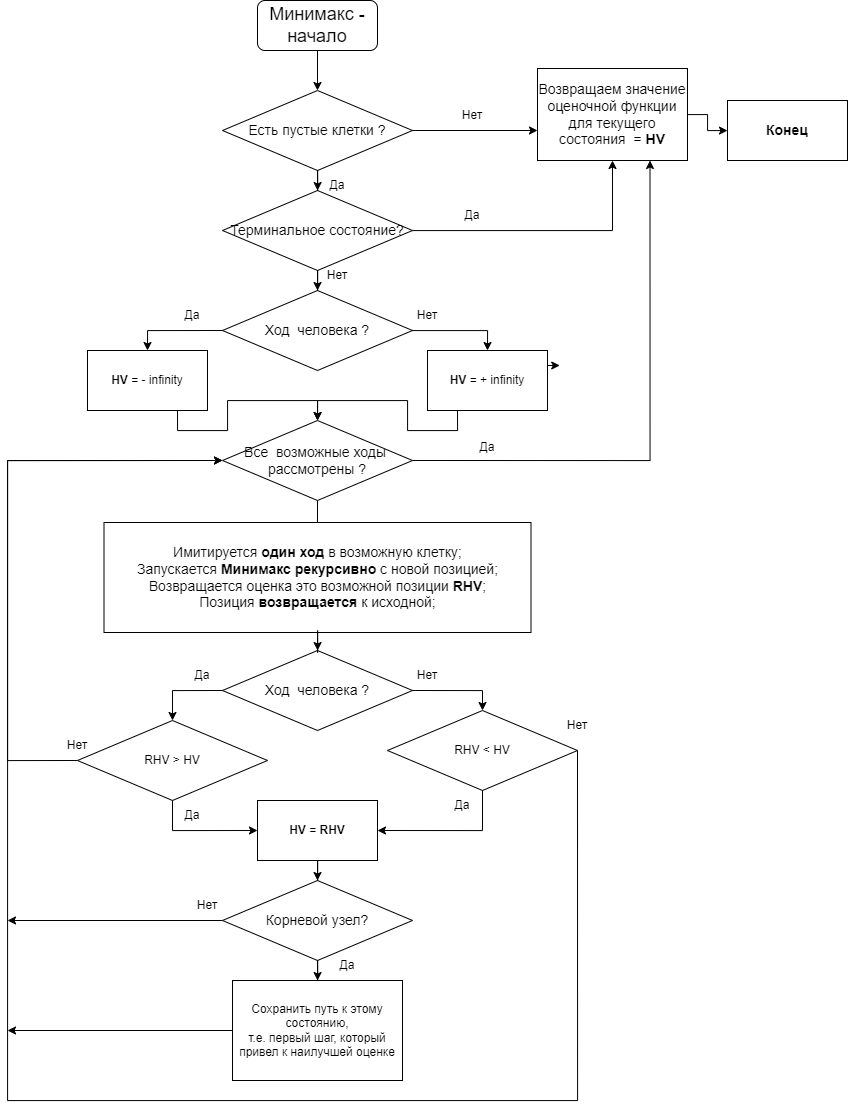 Минимакс -
начало
Есть пустые клетки ?
Нет
Возвращаем значение
оценочной функции
для текущего
состояния = HV
Конец
Да
Терминальное состояние?
Да
Нет
Ход человека ?
Да
Нет
HV = - infinity
HV = + infinity
Все возможные ходы
рассмотрены ?
Да
Имитируется один ход в возможную клетку;
Запускается Минимакс рекурсивно с новой позицией;
Возвращается оценка это возможной позиции RHV;
Позиция возвращается к исходной;
Ход человека ?
Да
Нет
Нет
RHV > HV
RHV < HV
Нет
Да
Да
HV = RHV
Корневой узел?
Нет
Да
Сохранить путь к этому
состоянию,
т.е. первый шаг, который
привел к наилучшей оценке